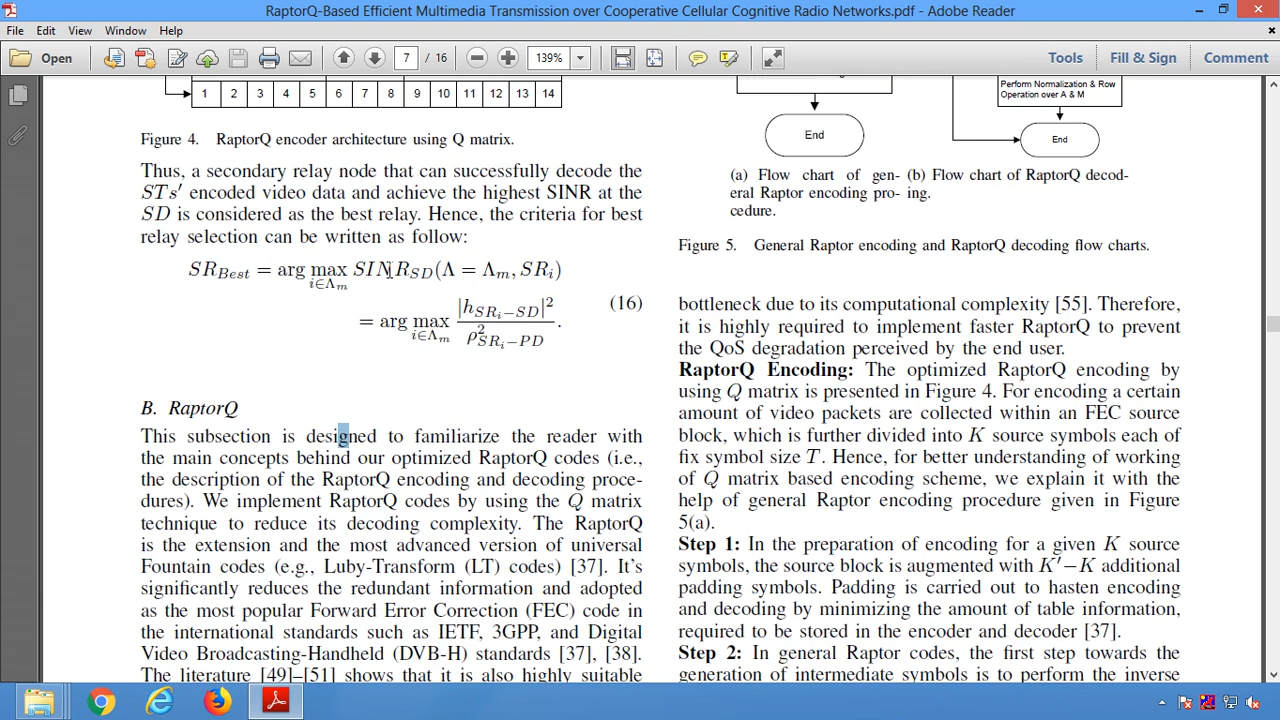 RaptorQ-Based Efficient Multimedia Transmission over Cooperative Cellular Cognitive Radio Networks.pdf - Adobe Reader
File Edit View Window Help
Open 7 / 16 139% Tools Fill & Sign Comment
1 2 3 4 5 6 7 8 9 10 11 12 13 14
Figure 4. RaptorQ encoder architecture using Q matrix.
Thus, a secondary relay node that can successfully decode the
STs′ encoded video data and achieve the highest SINR at the
SD is considered as the best relay. Hence, the criteria for best
relay selection can be written as follow:
SR_Best = arg max_{i∈Λ_m} SINR_SD(Λ = Λ_m, SR_i)
= arg max_{i∈Λ_m} |h_{SR_i−SD}|² / ρ²_{SR_i−PD}. (16)
B. RaptorQ
This subsection is designed to familiarize the reader with
the main concepts behind our optimized RaptorQ codes (i.e.,
the description of the RaptorQ encoding and decoding proce-
dures). We implement RaptorQ codes by using the Q matrix
technique to reduce its decoding complexity. The RaptorQ
is the extension and the most advanced version of universal
Fountain codes (e.g., Luby-Transform (LT) codes) [37]. It's
significantly reduces the redundant information and adopted
as the most popular Forward Error Correction (FEC) code in
the international standards such as IETF, 3GPP, and Digital
Video Broadcasting-Handheld (DVB-H) standards [37], [38].
The literature [49]–[51] shows that it is also highly suitable
End
Perform Normalization & Row
Operation over A & M
End
(a) Flow chart of gen-
eral Raptor encoding pro-
cedure.
(b) Flow chart of RaptorQ decod-
ing.
Figure 5. General Raptor encoding and RaptorQ decoding flow charts.
bottleneck due to its computational complexity [55]. Therefore,
it is highly required to implement faster RaptorQ to prevent
the QoS degradation perceived by the end user.
RaptorQ Encoding: The optimized RaptorQ encoding by
using Q matrix is presented in Figure 4. For encoding a certain
amount of video packets are collected within an FEC source
block, which is further divided into K source symbols each of
fix symbol size T. Hence, for better understanding of working
of Q matrix based encoding scheme, we explain it with the
help of general Raptor encoding procedure given in Figure
5(a).
Step 1: In the preparation of encoding for a given K source
symbols, the source block is augmented with K′−K additional
padding symbols. Padding is carried out to hasten encoding
and decoding by minimizing the amount of table information,
required to be stored in the encoder and decoder [37].
Step 2: In general Raptor codes, the first step towards the
generation of intermediate symbols is to perform the inverse